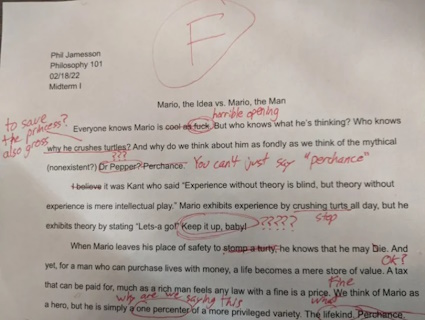 F
Phil Jamesson
Philosophy 101
02/18/22
Midterm I
Mario, the Idea vs. Mario, the Man
horrible opening
to save
the princess?
also gross
Everyone knows Mario is cool as fuck. But who knows what he's thinking? Who knows
why he crushes turtles? And why do we think about him as fondly as we think of the mythical
???
(nonexistent?) Dr Pepper? Perchance.
You can't just say "perchance"
I believe it was Kant who said "Experience without theory is blind, but theory without
experience is mere intellectual play." Mario exhibits experience by crushing turts all day, but he
stop
exhibits theory by stating "Lets-a go!" Keep it up, baby!
?????
When Mario leaves his place of safety to stomp a turty, he knows that he may Die. And
OK?
yet, for a man who can purchase lives with money, a life becomes a mere store of value. A tax
that can be paid for, much as a rich man feels any law with a fine is a price. We think of Mario as
fine
why are we saying this
what?
a hero, but he is simply a one percenter of a more privileged variety. The lifekind. Perchance.